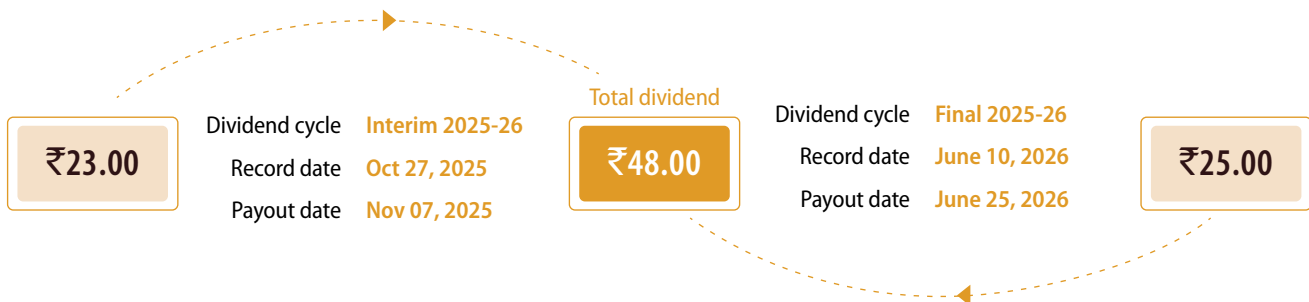 ₹23.00
Dividend cycle Interim 2025-26
Record date Oct 27, 2025
Payout date Nov 07, 2025
Total dividend
₹48.00
Dividend cycle Final 2025-26
Record date June 10, 2026
Payout date June 25, 2026
₹25.00